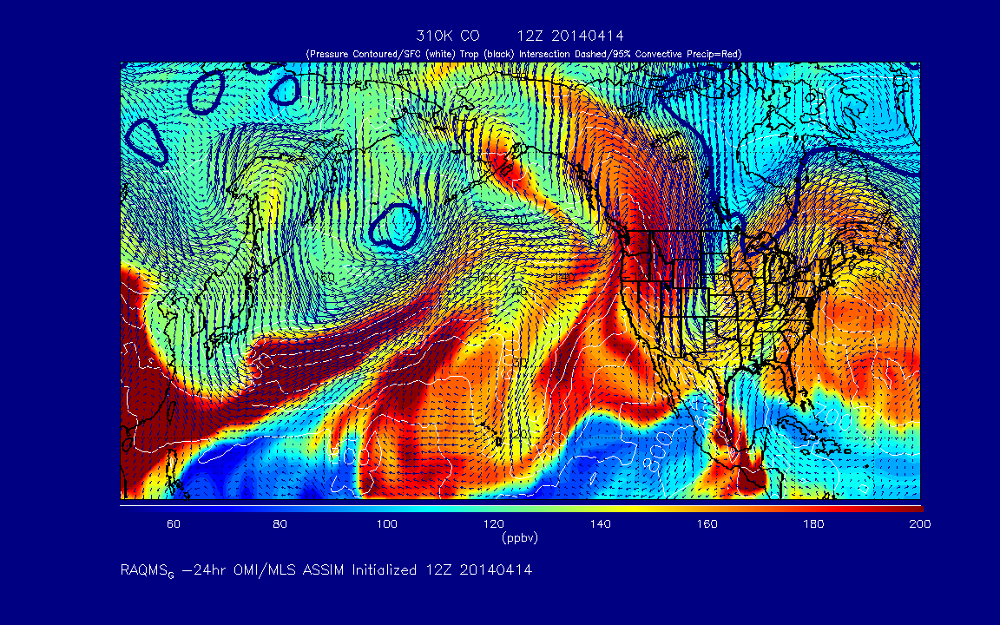 310K CO 12Z 20140414
(Pressure Contoured/SFC (white) Trop (black) Intersection Dashed/95% Convective Precip=Red)
800
60 80 100 120 140 160 180 200
(ppbv)
RAQMSG −24hr OMI/MLS ASSIM Initialized 12Z 20140414